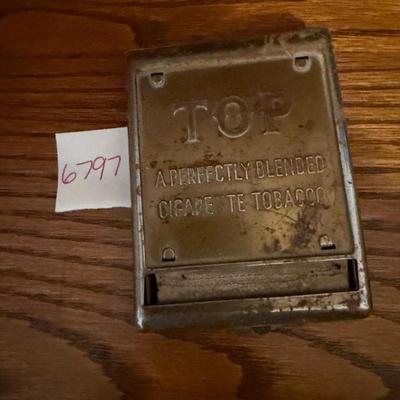 TOP
A PERFECTLY BLENDED
CIGARETTE TOBACCO
6797